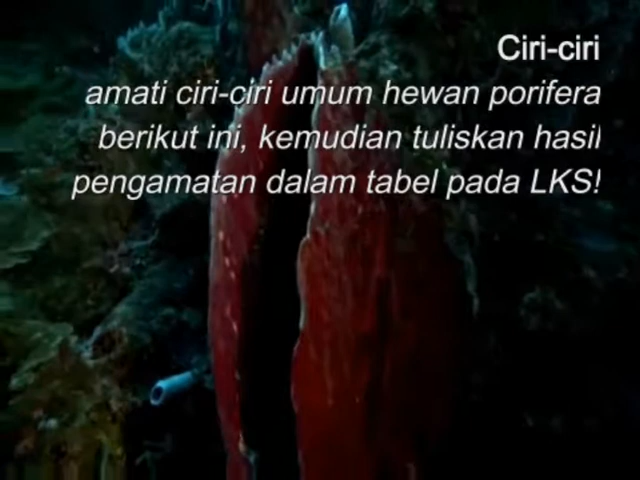 Ciri-ciri
amati ciri-ciri umum hewan porifera
berikut ini, kemudian tuliskan hasil
pengamatan dalam tabel pada LKS!